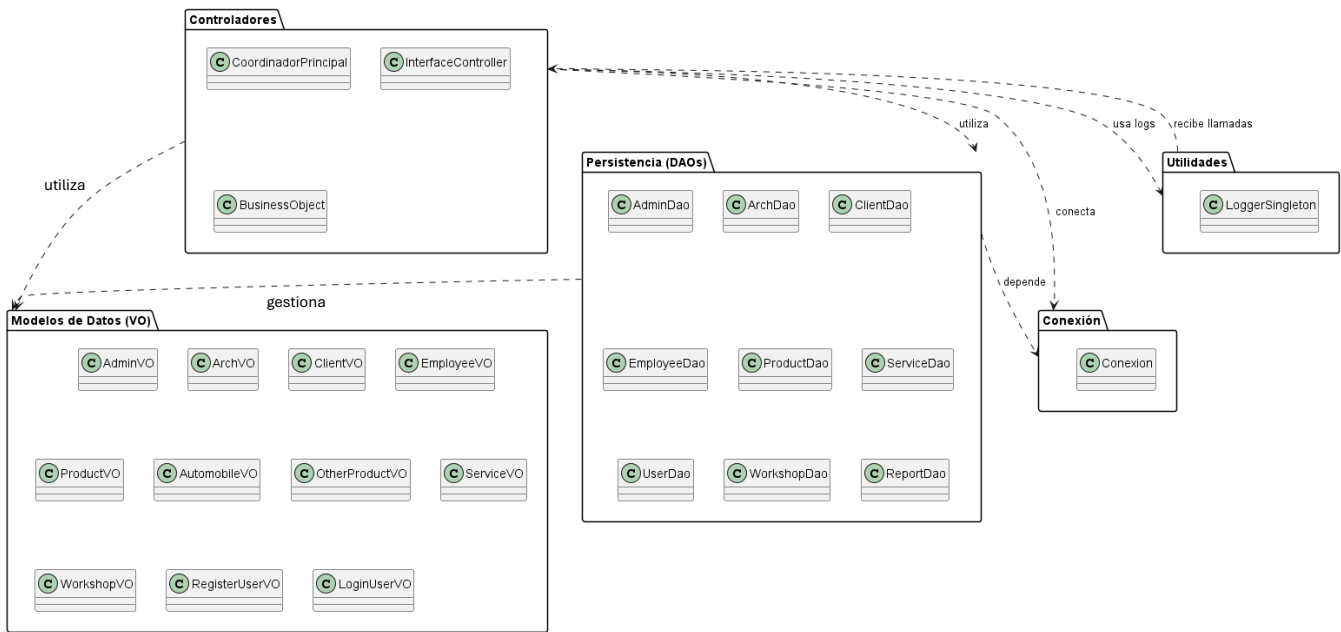 Controladores
C CoordinadorPrincipal
C InterfaceController
C BusinessObject
utiliza
utiliza
usa logs
recibe llamadas
conecta
Persistencia (DAOs)
C AdminDao
C ArchDao
C ClientDao
C EmployeeDao
C ProductDao
C ServiceDao
C UserDao
C WorkshopDao
C ReportDao
Utilidades
C LoggerSingleton
gestiona
depende
Conexión
C Conexion
Modelos de Datos (VO)
C AdminVO
C ArchVO
C ClientVO
C EmployeeVO
C ProductVO
C AutomobileVO
C OtherProductVO
C ServiceVO
C WorkshopVO
C RegisterUserVO
C LoginUserVO